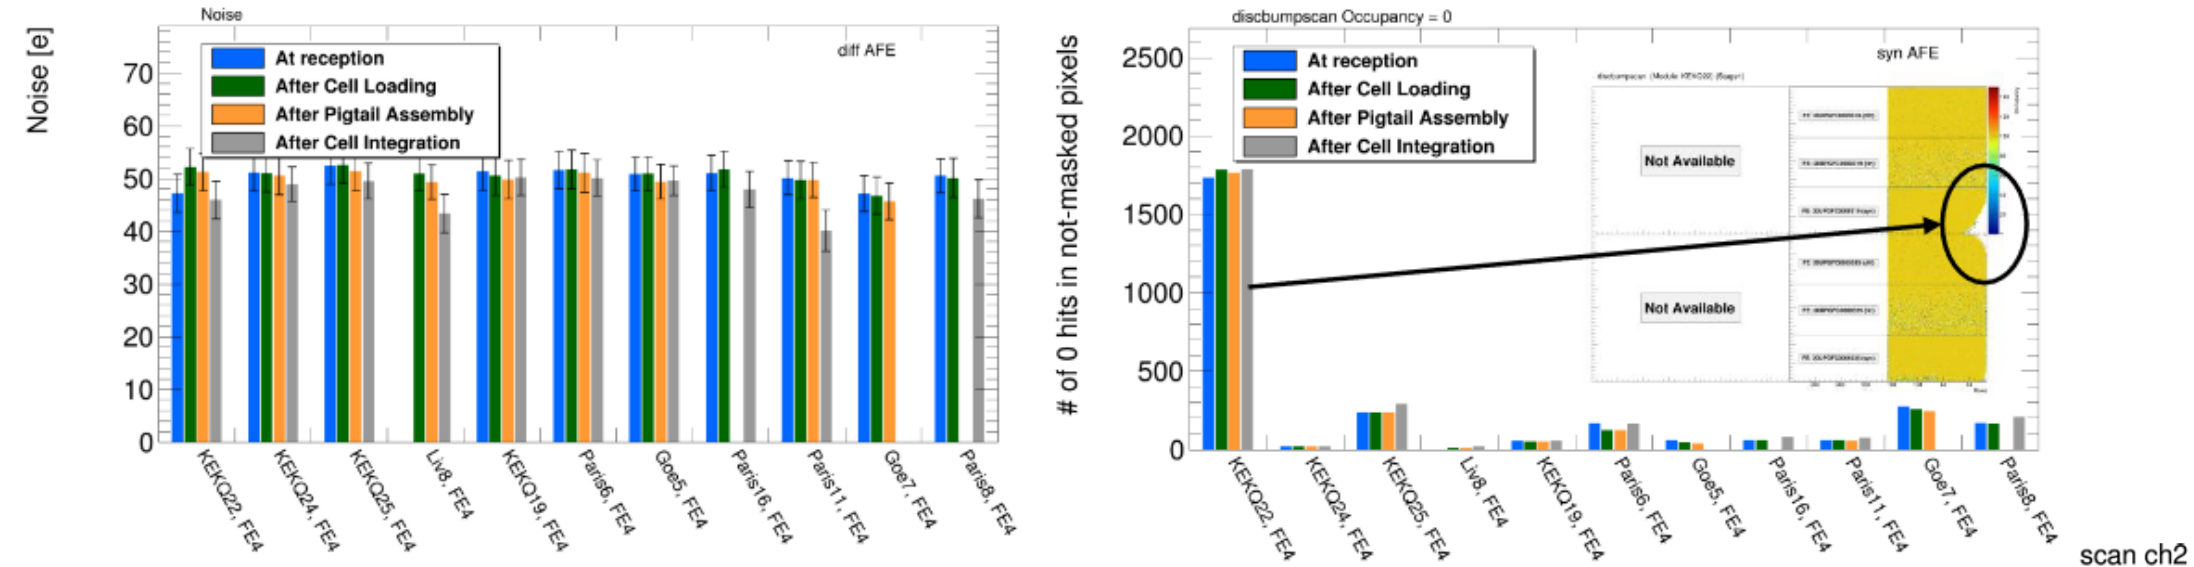 Noise
Noise [e]
diff AFE
At reception
After Cell Loading
After Pigtail Assembly
After Cell Integration
70
60
50
40
30
20
10
0
KEKQ22, FE4
KEKQ24, FE4
KEKQ25, FE4
Liv8, FE4
KEKQ19, FE4
Paris6, FE4
Goe5, FE4
Paris16, FE4
Paris11, FE4
Goe7, FE4
Paris8, FE4
discbumpscan Occupancy = 0
# of 0 hits in not-masked pixels
syn AFE
At reception
After Cell Loading
After Pigtail Assembly
After Cell Integration
2500
2000
1500
1000
500
0
discbumpscan (Module KEKQ22)
Not Available
Not Available
KEKQ22, FE4
KEKQ24, FE4
KEKQ25, FE4
Liv8, FE4
KEKQ19, FE4
Paris6, FE4
Goe5, FE4
Paris16, FE4
Paris11, FE4
Goe7, FE4
Paris8, FE4
scan ch2